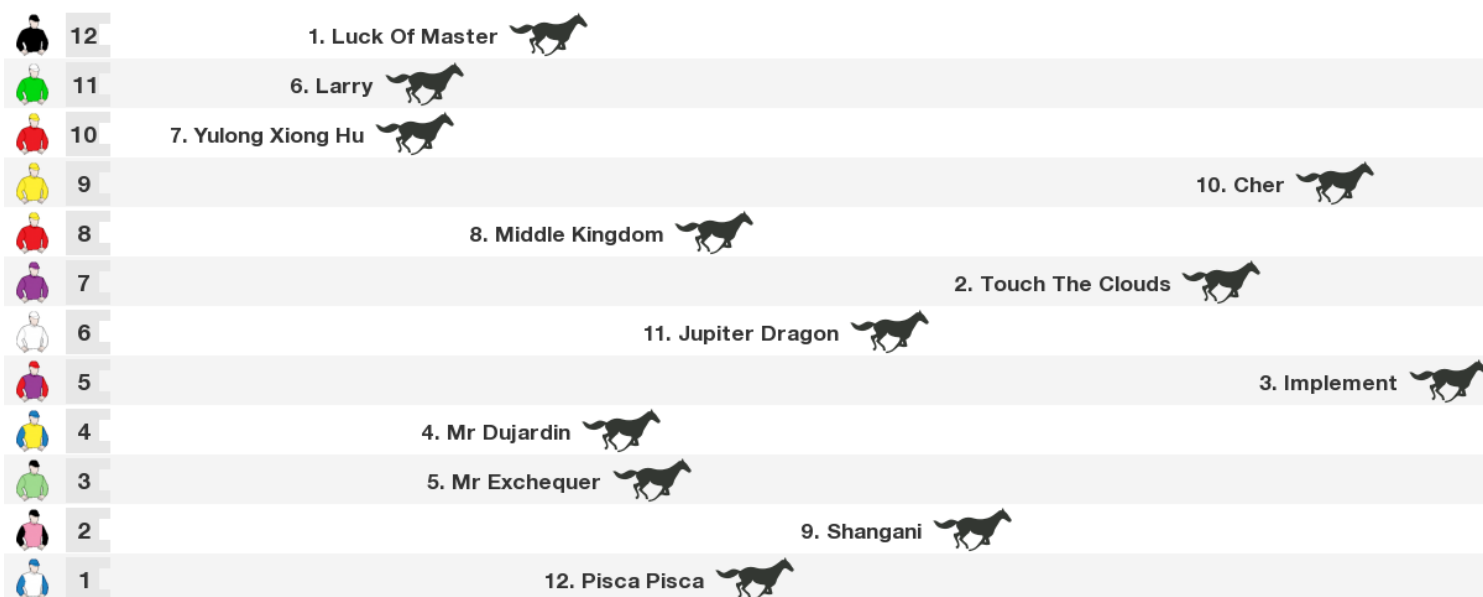 12 1. Luck Of Master
11 6. Larry
10 7. Yulong Xiong Hu
9 10. Cher
8 8. Middle Kingdom
7 2. Touch The Clouds
6 11. Jupiter Dragon
5 3. Implement
4 4. Mr Dujardin
3 5. Mr Exchequer
2 9. Shangani
1 12. Pisca Pisca